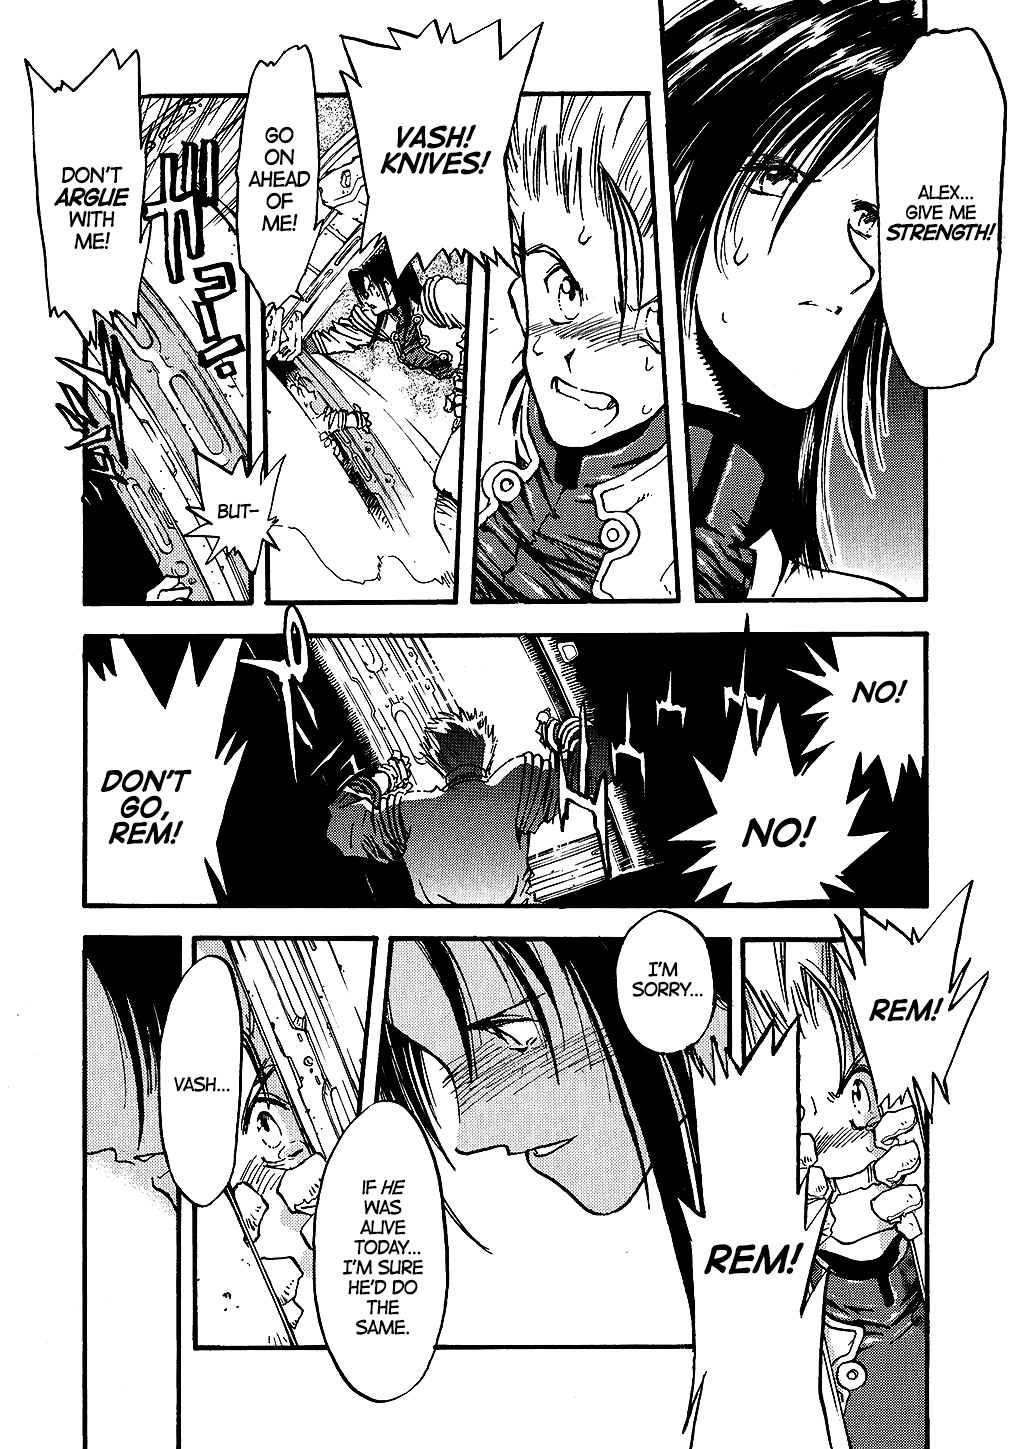 ALEX...
GIVE ME
STRENGTH!
VASH!
KNIVES!
GO
ON
AHEAD
OF
ME!
DON'T
ARGUE
WITH
ME!
BUT-
NO!
NO!
DON'T
GO,
REM!
REM!
REM!
I'M
SORRY...
IF HE
WAS
ALIVE
TODAY...
I'M SURE
HE'D DO
THE
SAME.
VASH...